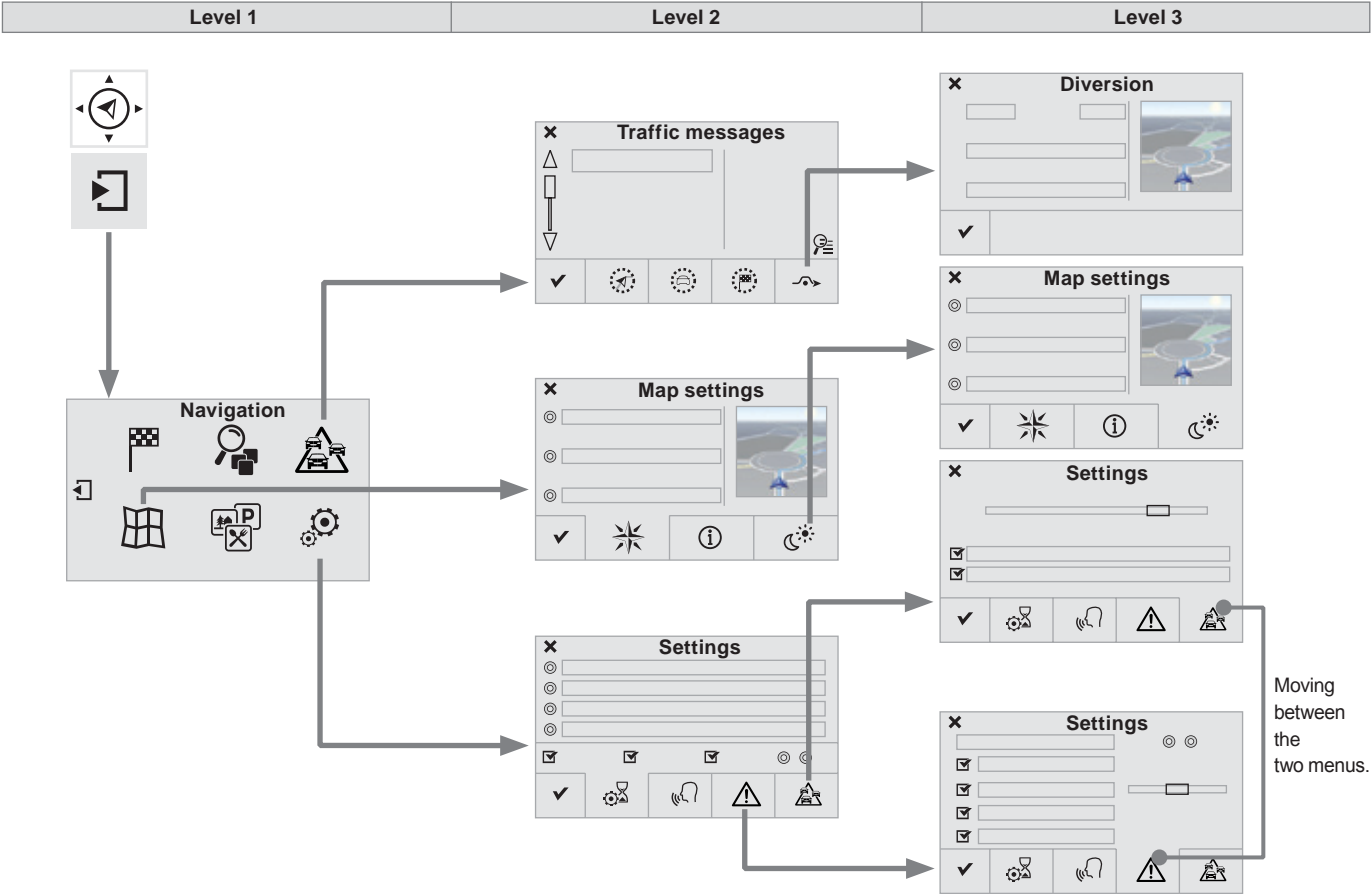 Level 1
Level 2
Level 3
Diversion
Traffic messages
Map settings
Navigation
Map settings
P
Settings
Settings
Settings
Moving
between
the
two menus.